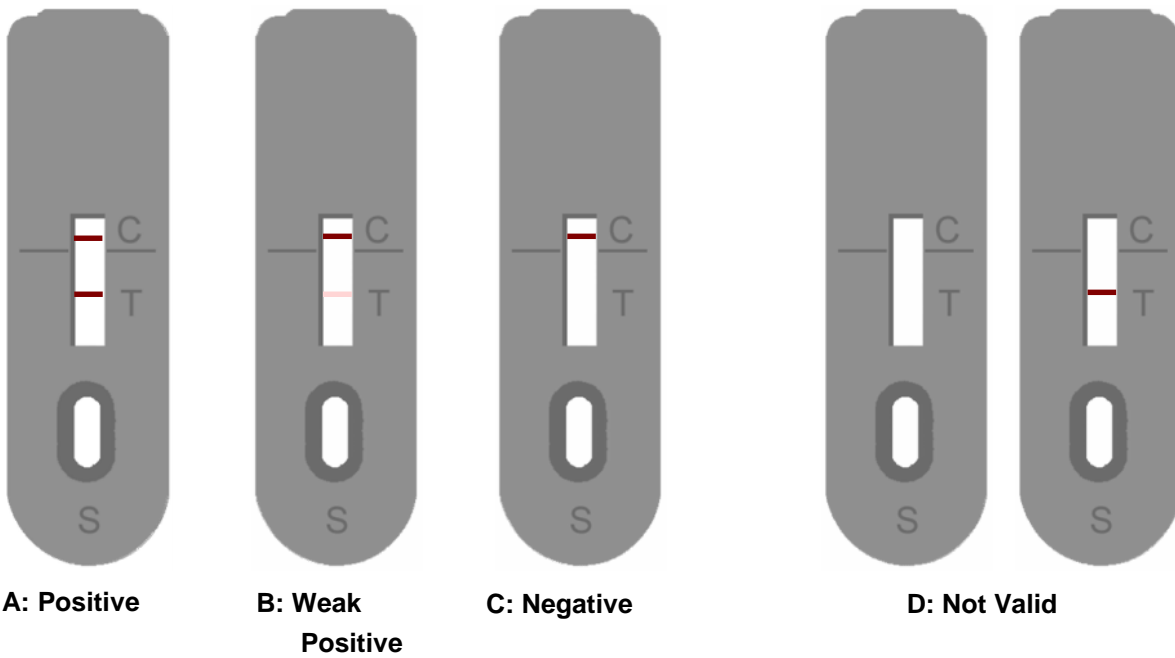 C C C C C
T T T T T
S S S S S
A: Positive B: Weak Positive C: Negative D: Not Valid